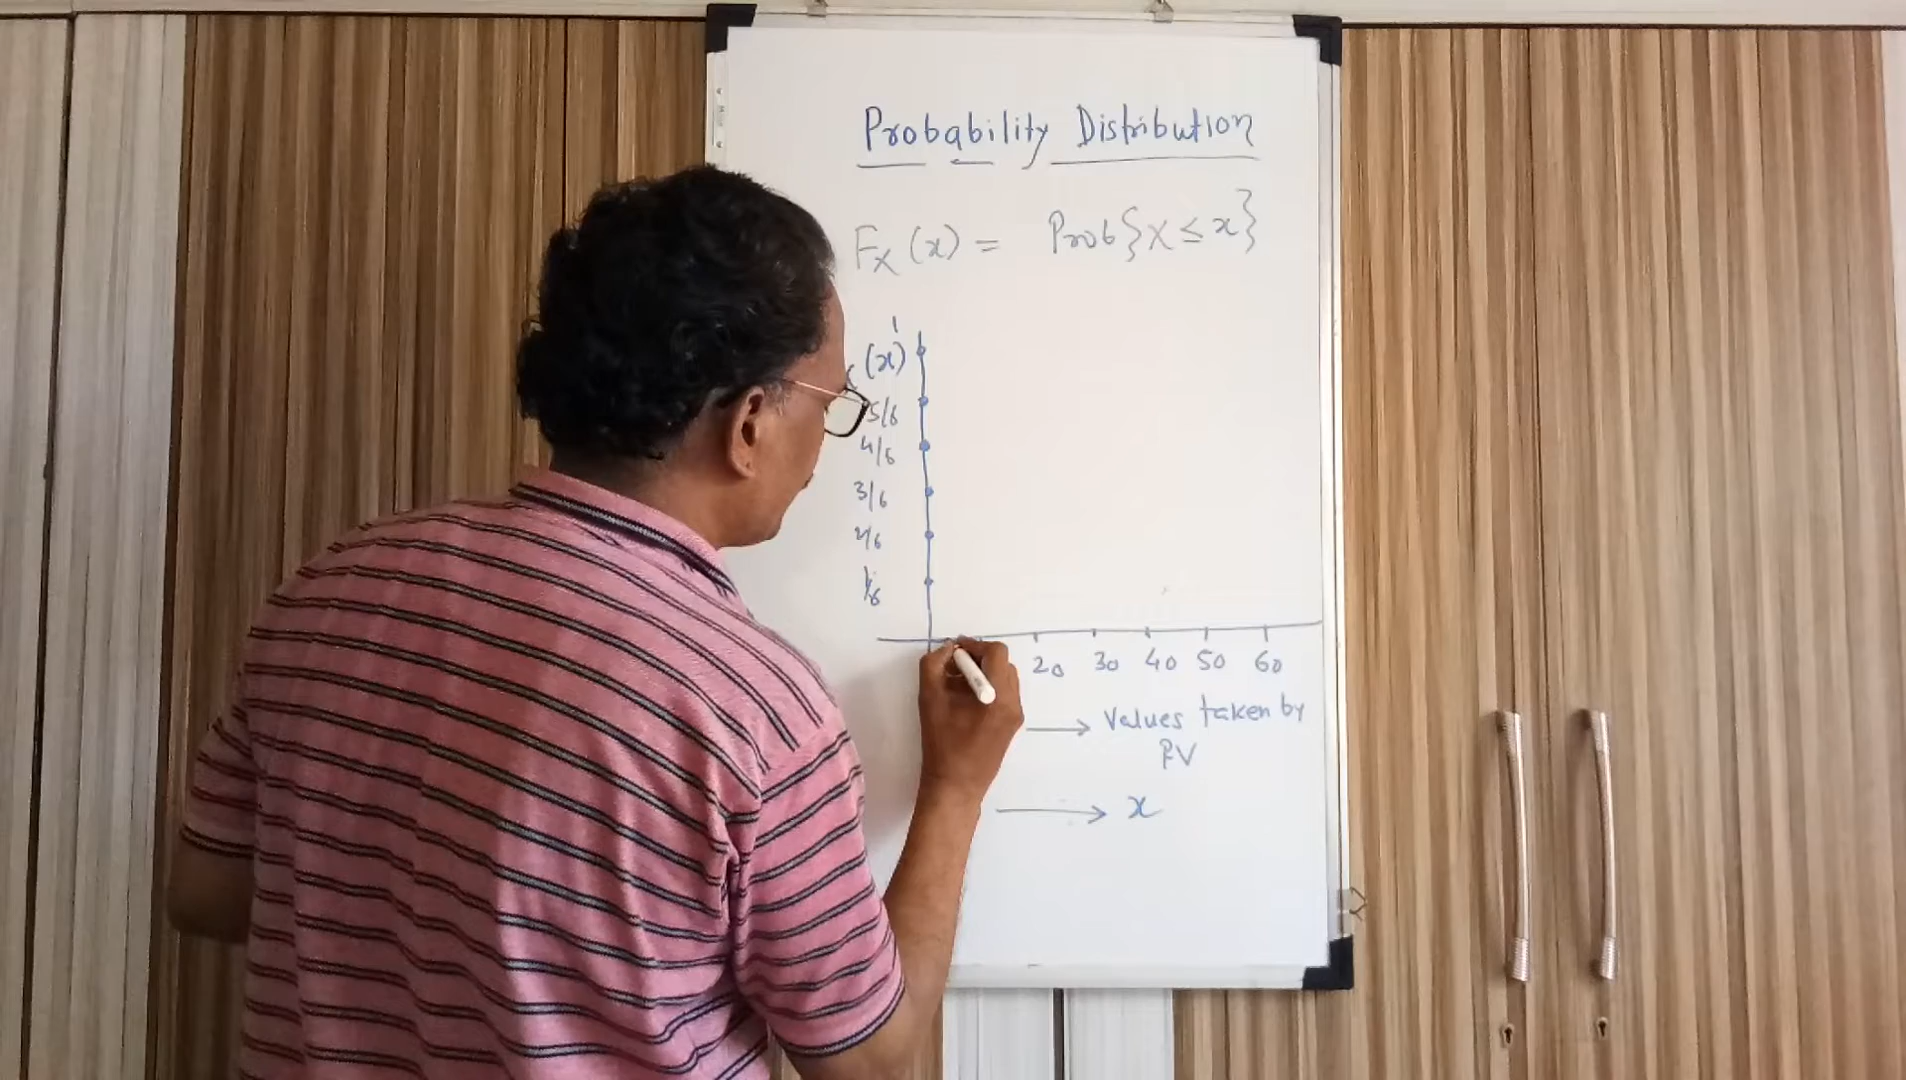 Probability Distribution
Fx (x) = Prob{X ≤ x}
1
(x)
5/6
4/6
3/6
2/6
1/6
20 30 40 50 60
→ Values taken by
RV
→ x